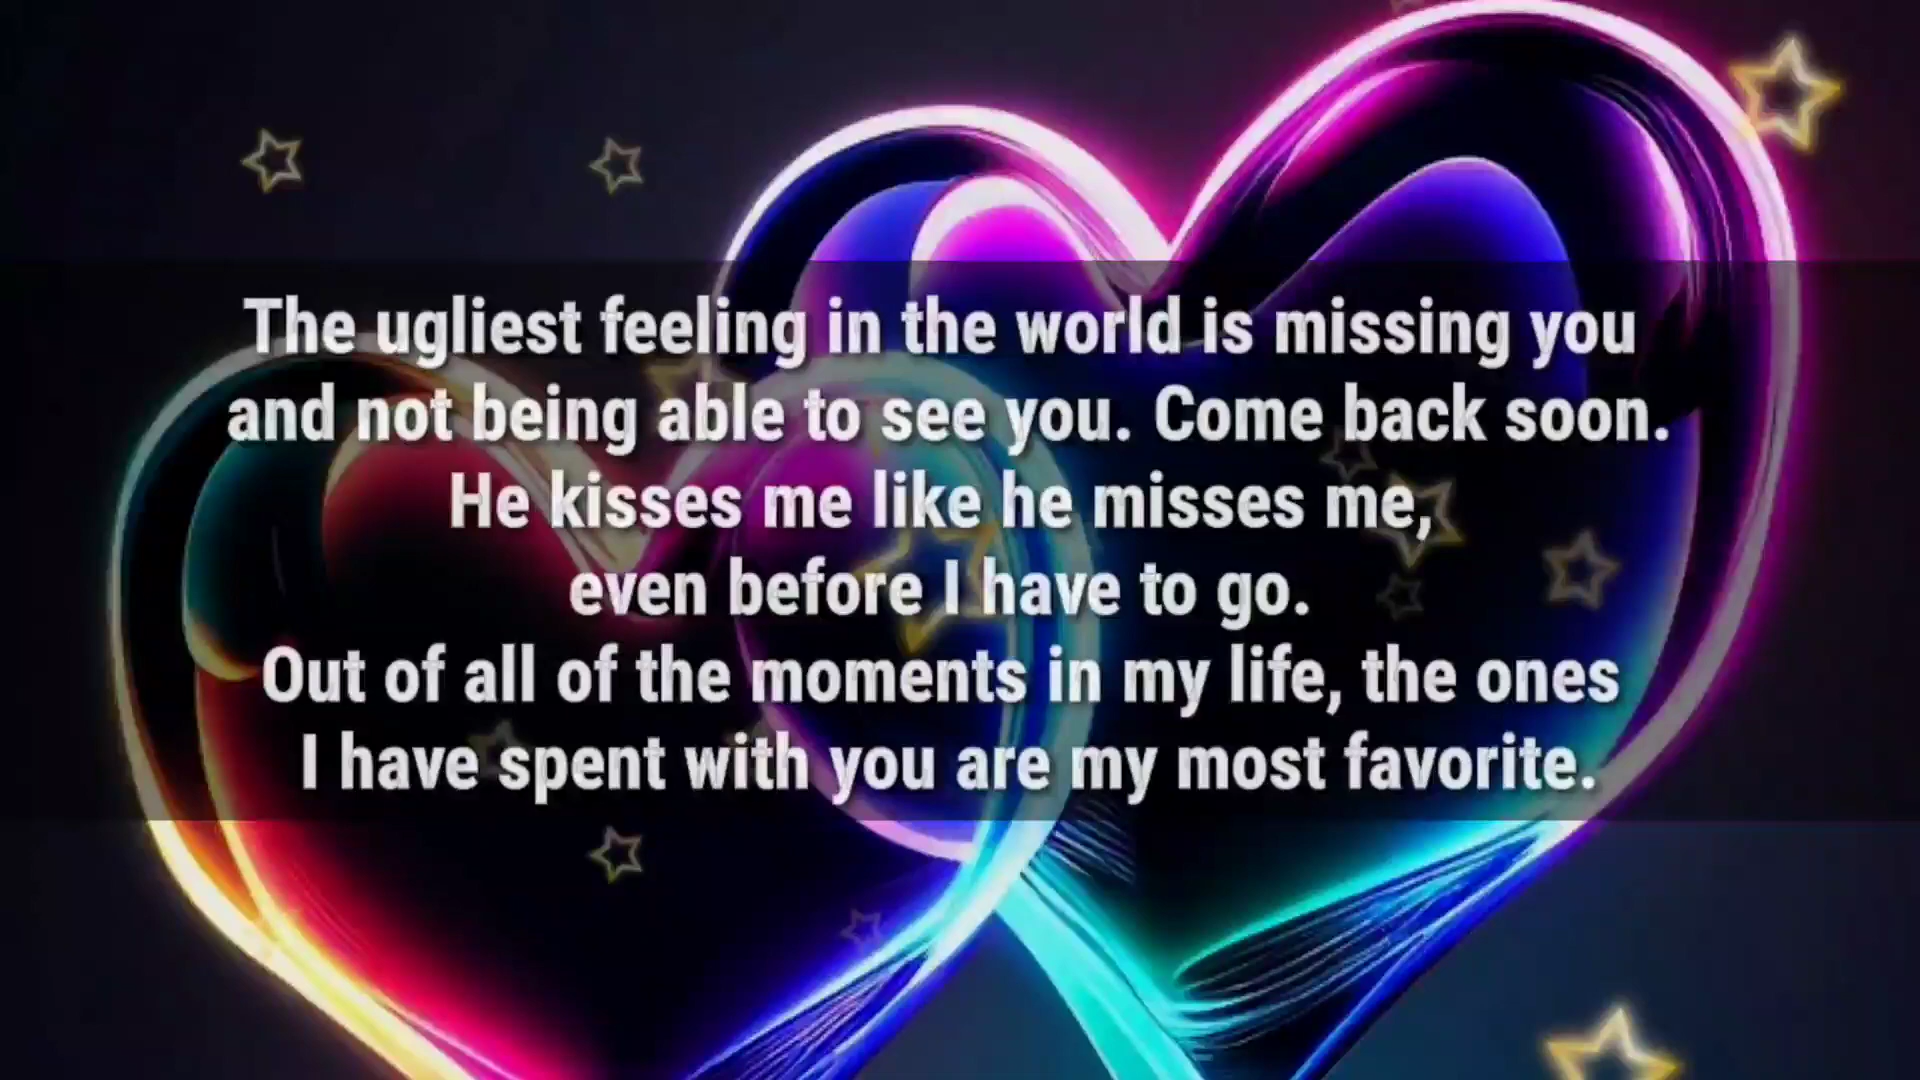 The ugliest feeling in the world is missing you
and not being able to see you. Come back soon.
He kisses me like he misses me,
even before I have to go.
Out of all of the moments in my life, the ones
I have spent with you are my most favorite.